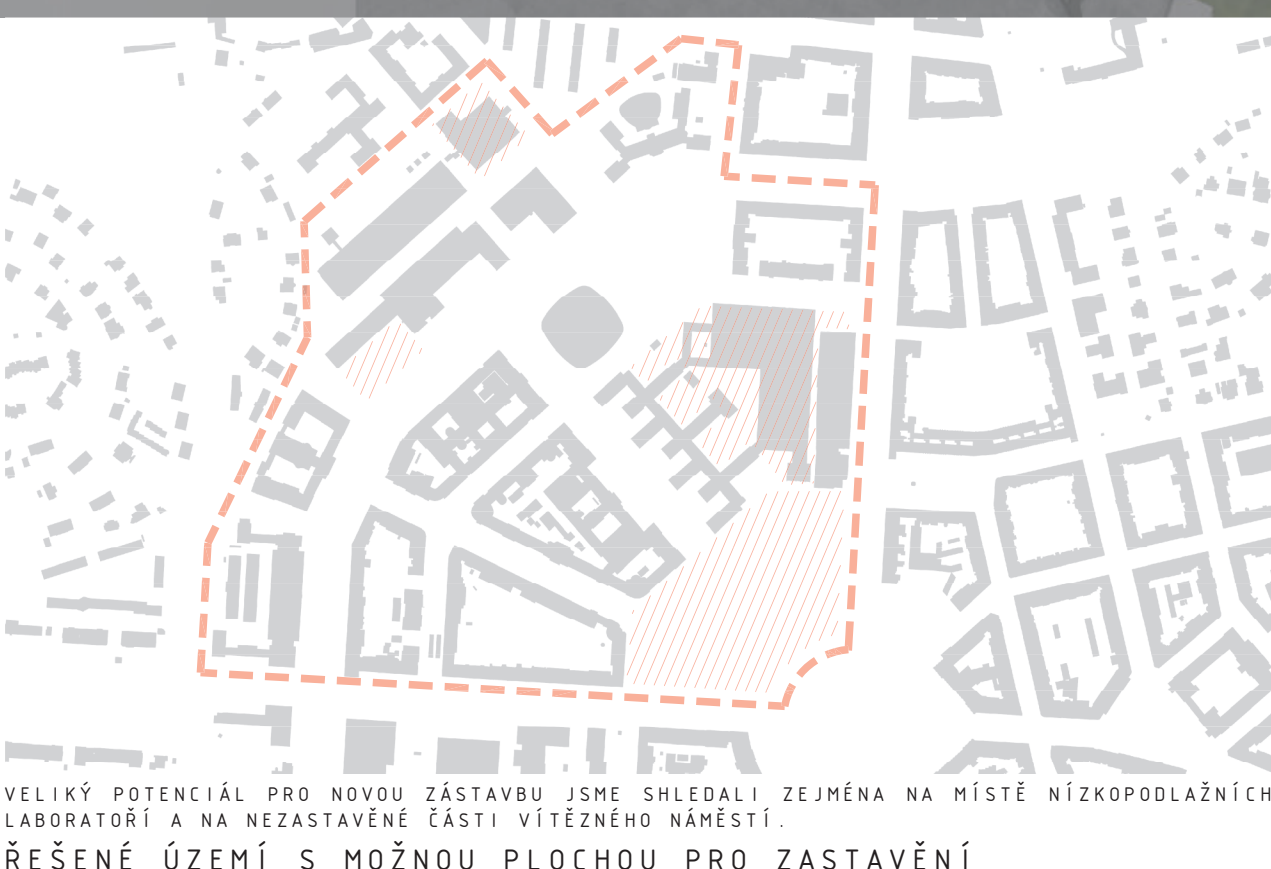 VELIKÝ POTENCIÁL PRO NOVOU ZÁSTAVBU JSME SHLEDALI ZEJMÉNA NA MÍSTĚ NÍZKOPODLAŽNÍCH
LABORATOŘÍ A NA NEZASTAVĚNÉ ČÁSTI VÍTĚZNÉHO NÁMĚSTÍ.
ŘEŠENÉ ÚZEMÍ S MOŽNOU PLOCHOU PRO ZASTAVĚNÍ